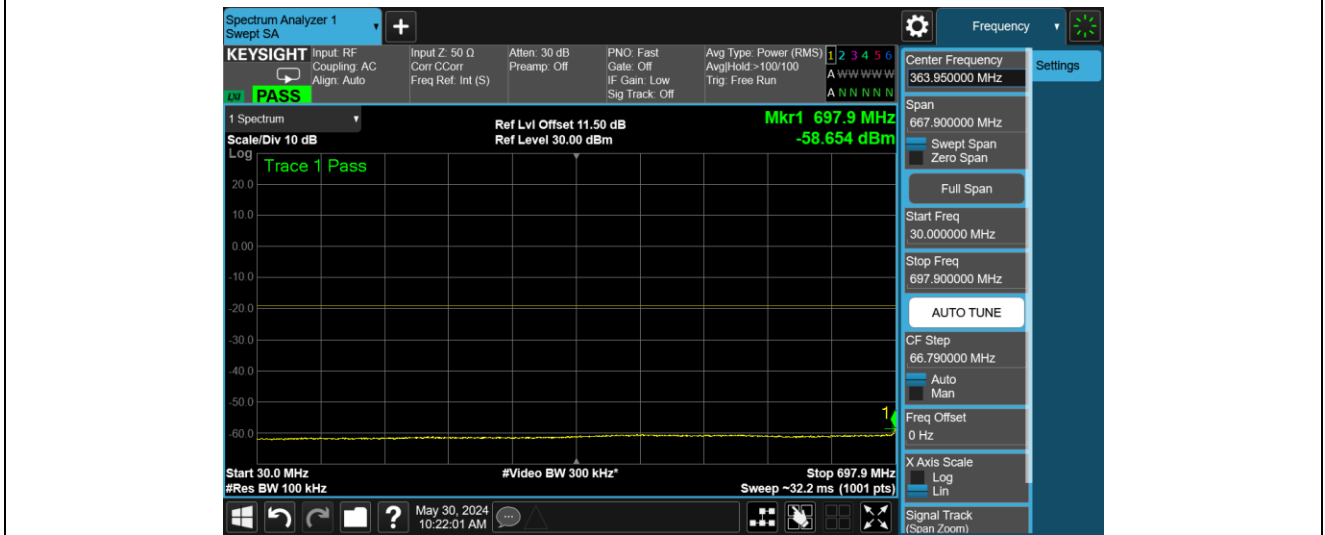 Spectrum Analyzer 1
Swept SA
+
Frequency
KEYSIGHT
Input: RF
Coupling: AC
Align: Auto
Input Z: 50 Ω
Corr CCorr
Freq Ref: Int (S)
Atten: 30 dB
Preamp: Off
PNO: Fast
Gate: Off
IF Gain: Low
Sig Track: Off
Avg Type: Power (RMS)
Avg|Hold:>100/100
Trig: Free Run
1 2 3 4 5 6
A W W W W W
A N N N N N
LXI
PASS
1 Spectrum
Scale/Div 10 dB
Ref Lvl Offset 11.50 dB
Ref Level 30.00 dBm
Mkr1 697.9 MHz
-58.654 dBm
Log
Trace 1 Pass
20.0
10.0
0.00
-10.0
-20.0
-30.0
-40.0
-50.0
-60.0
1
Start 30.0 MHz
#Res BW 100 kHz
#Video BW 300 kHz*
Stop 697.9 MHz
Sweep ~32.2 ms (1001 pts)
Center Frequency
363.950000 MHz
Settings
Span
667.900000 MHz
Swept Span
Zero Span
Full Span
Start Freq
30.000000 MHz
Stop Freq
697.900000 MHz
AUTO TUNE
CF Step
66.790000 MHz
Auto
Man
Freq Offset
0 Hz
X Axis Scale
Log
Lin
Signal Track
(Span Zoom)
?
May 30, 2024
10:22:01 AM